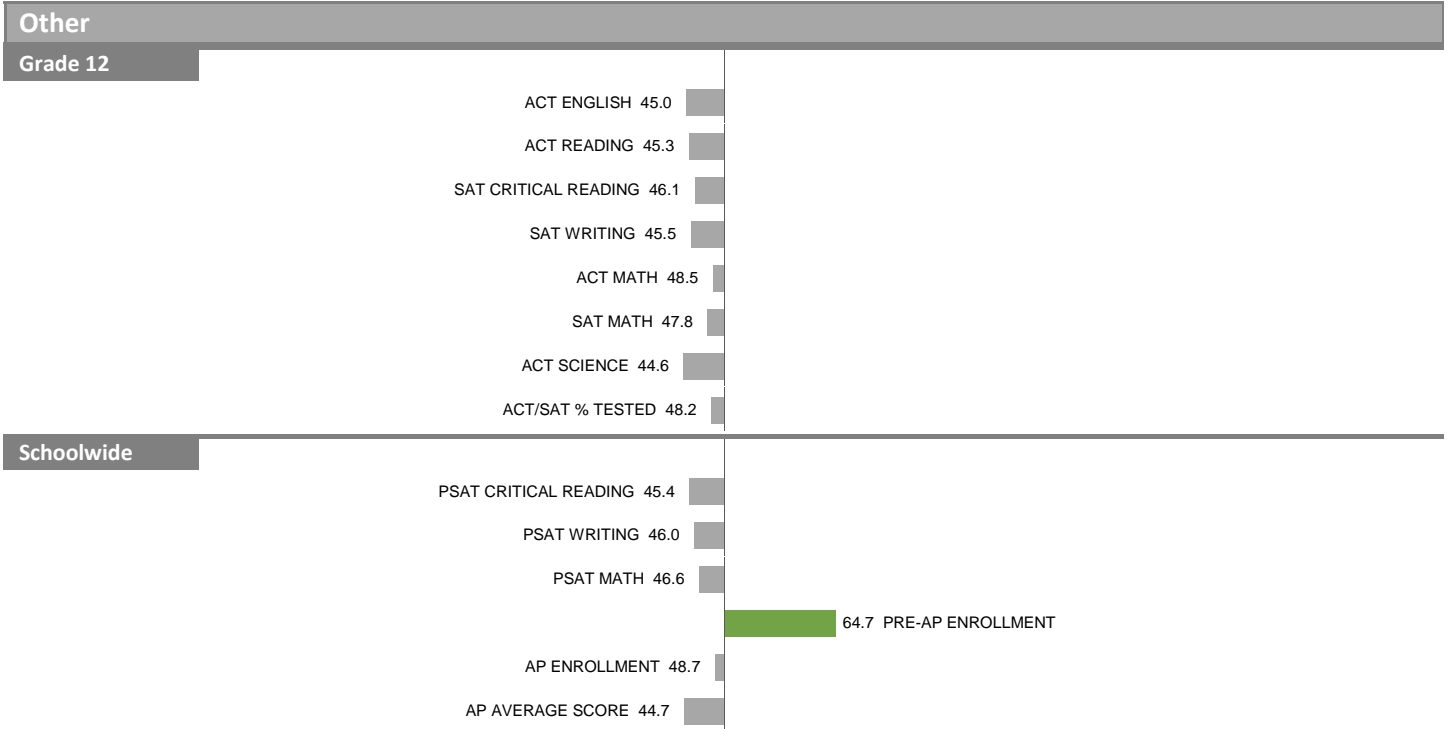 Other
Grade 12
ACT ENGLISH 45.0
ACT READING 45.3
SAT CRITICAL READING 46.1
SAT WRITING 45.5
ACT MATH 48.5
SAT MATH 47.8
ACT SCIENCE 44.6
ACT/SAT % TESTED 48.2
Schoolwide
PSAT CRITICAL READING 45.4
PSAT WRITING 46.0
PSAT MATH 46.6
64.7 PRE-AP ENROLLMENT
AP ENROLLMENT 48.7
AP AVERAGE SCORE 44.7